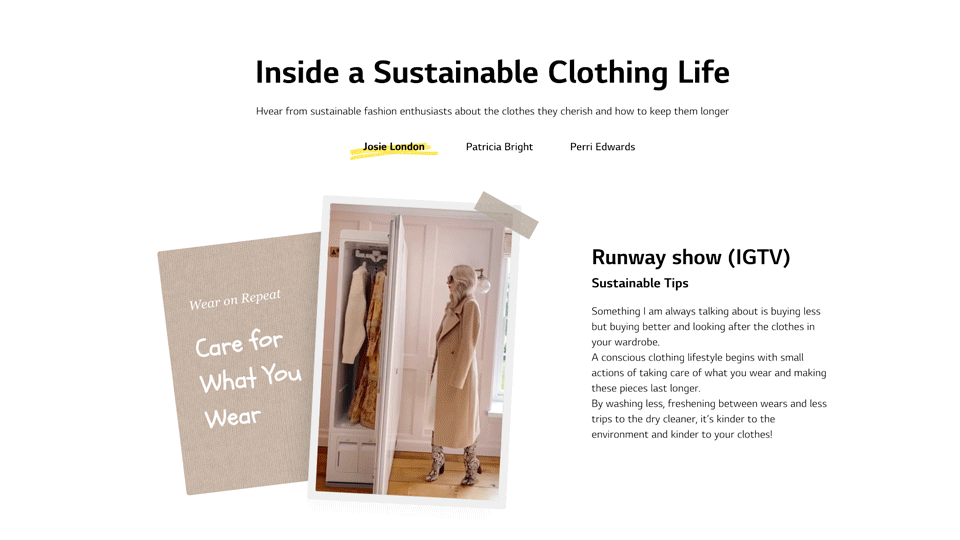 Inside a Sustainable Clothing Life
Hvear from sustainable fashion enthusiasts about the clothes they cherish and how to keep them longer
Josie London
Patricia Bright
Perri Edwards
Wear on Repeat
Care for
What You
Wear
Runway show (IGTV)
Sustainable Tips
Something I am always talking about is buying less
but buying better and looking after the clothes in
your wardrobe.
A conscious clothing lifestyle begins with small
actions of taking care of what you wear and making
these pieces last longer.
By washing less, freshening between wears and less
trips to the dry cleaner, it’s kinder to the
environment and kinder to your clothes!